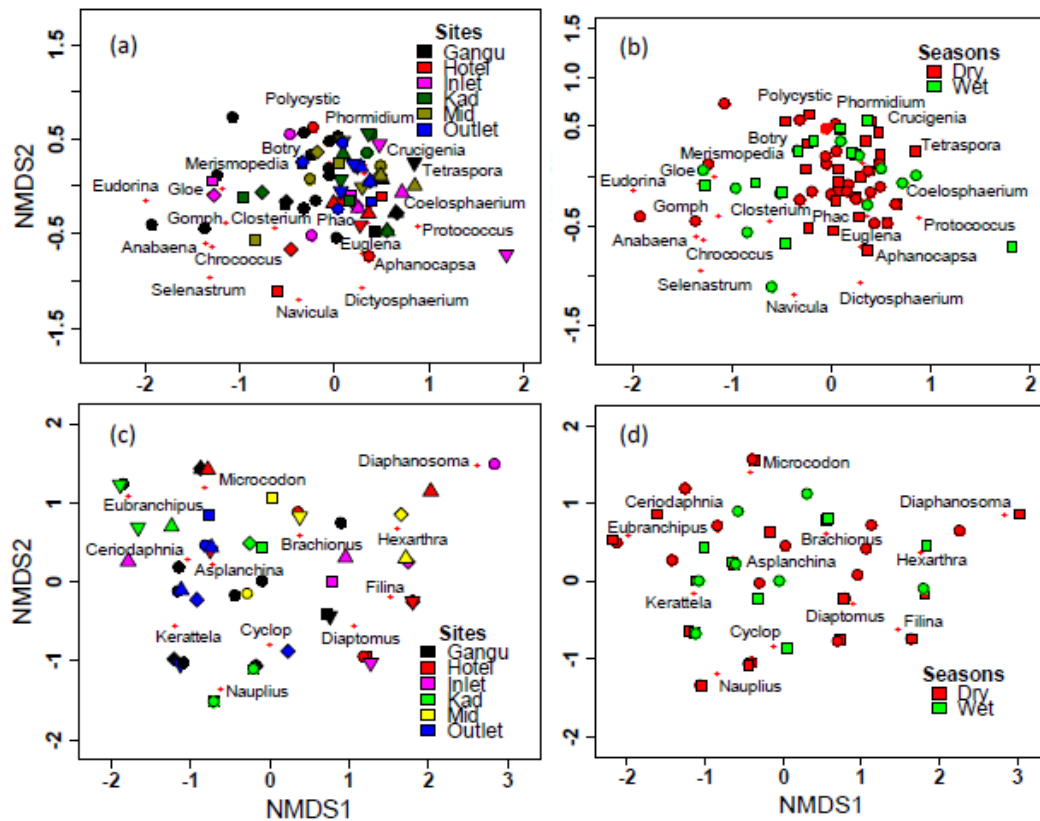 (a)
Sites
Gangu
Hotel
Inlet
Kad
Mid
Outlet
Polycystic
Phormidium
Botry
Crucigenia
Merismopedia
Tetraspora
Eudorina
Gloe
Coelosphaerium
Gomph
Closterium
Phac
Protococcus
Anabaena
Euglena
Chrococcus
Aphanocapsa
Selenastrum
Dictyosphaerium
Navicula
NMDS2
1.5
0.5
-0.5
-1.5
-2 -1 0 1 2
(b)
Seasons
Dry
Wet
Polycystic
Phormidium
Crucigenia
Botry
Tetraspora
Merismopedia
Gloe
Eudorina
Coelosphaerium
Gomph
Closterium
Phac
Protococcus
Anabaena
Euglena
Chrococcus
Aphanocapsa
Selenastrum
Navicula
Dictyosphaerium
1.5
1.0
0.5
-0.5
-1.5
-2 -1 0 1 2
(c)
Diaphanosoma
Microcodon
Eubranchipus
Brachionus
Hexarthra
Ceriodaphnia
Asplanchina
Filina
Kerattela
Cyclop
Diaptomus
Nauplius
Sites
Gangu
Hotel
Inlet
Kad
Mid
Outlet
NMDS2
2
1
0
-1
-2
-2 -1 0 1 2 3
NMDS1
(d)
Microcodon
Ceriodaphnia
Diaphanosoma
Eubranchipus
Brachionus
Asplanchina
Hexarthra
Kerattela
Diaptomus
Filina
Cyclop
Nauplius
Seasons
Dry
Wet
2
1
0
-1
-2
-2 -1 0 1 2 3
NMDS1